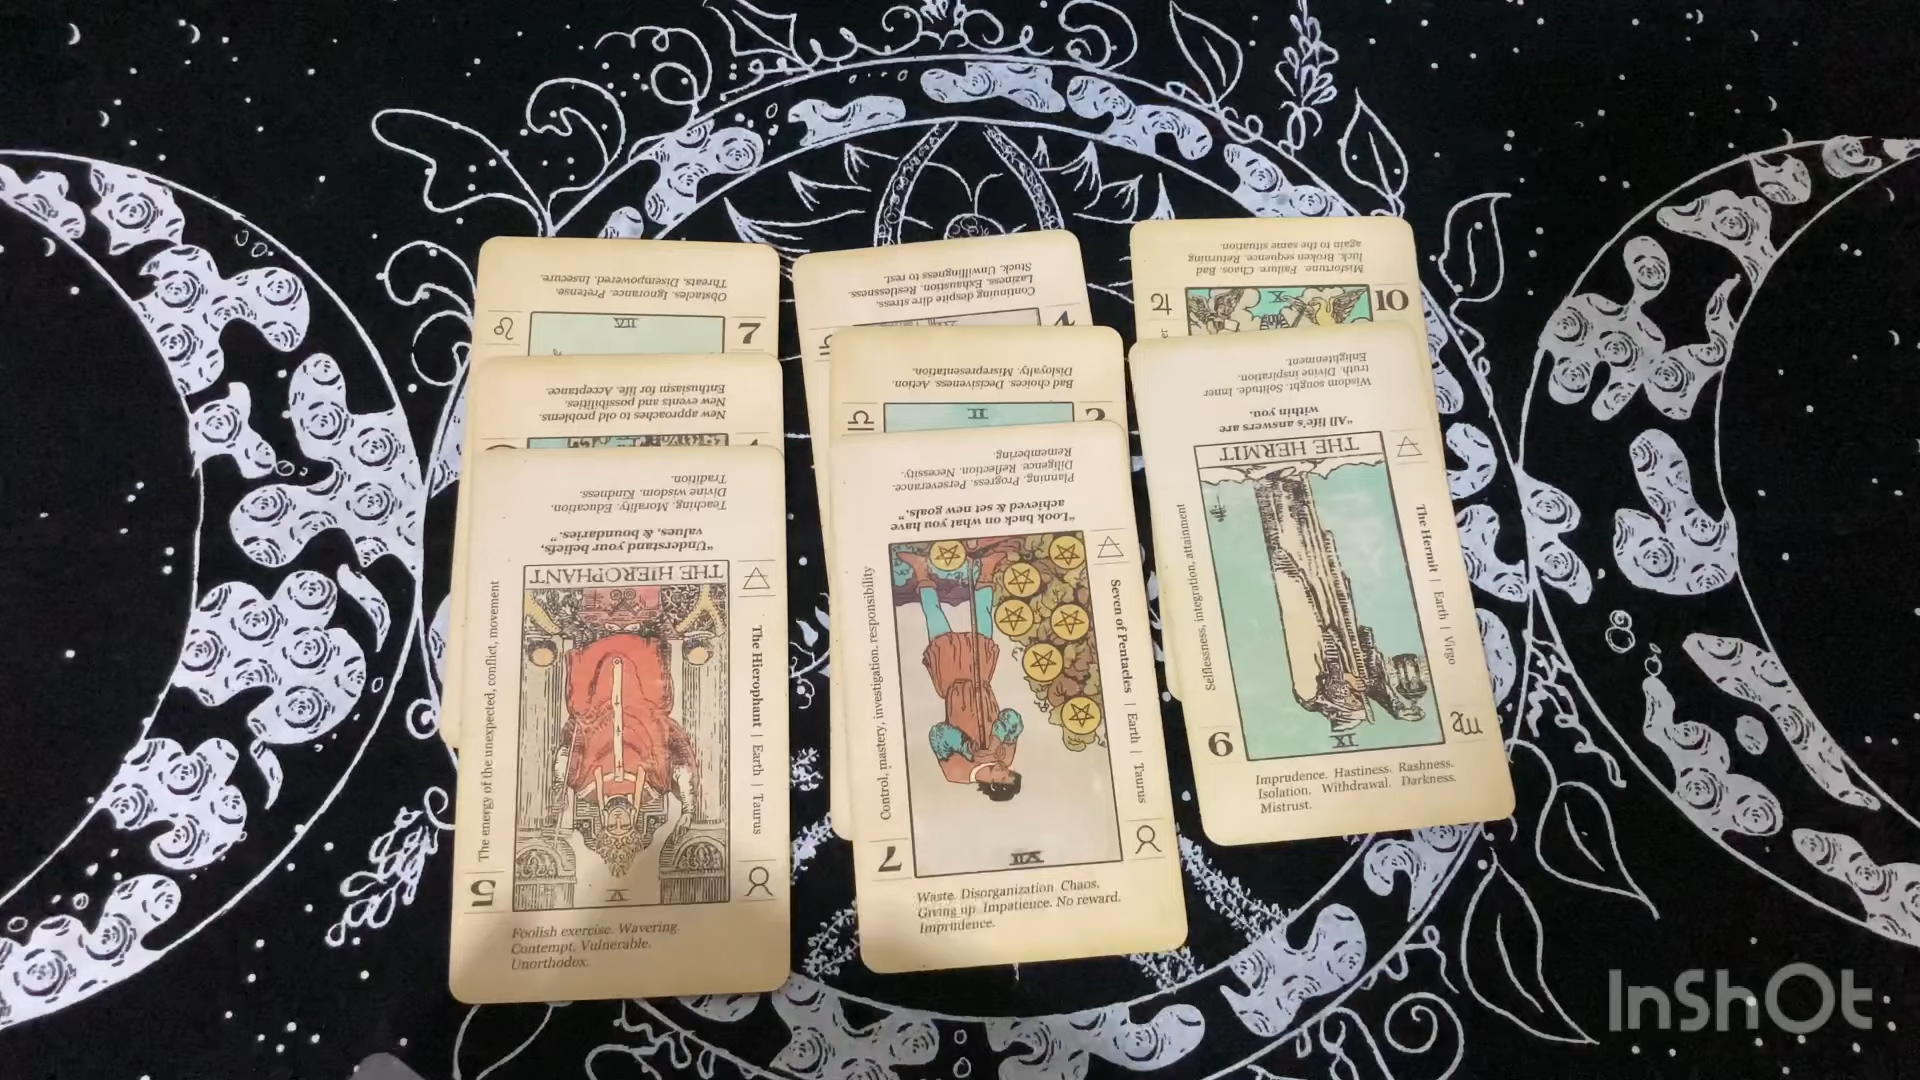 Obstacles. Ignorance. Pretense.
Threats. Disempowered. Insecure.
VII
7
New approaches to old problems
New events and possibilities.
Enthusiasm for life. Acceptance.
Teaching. Morality. Education.
Divine wisdom. Kindness.
Tradition.
"Understand your beliefs,
values, & boundaries."
THE HIEROPHANT
The energy of the unexpected, conflict, movement
The Hierophant | Earth | Taurus
V
5
Foolish exercise. Wavering.
Contempt. Vulnerable.
Unorthodox.
Continuing despite dire stress.
Laziness. Exhaustion. Restlessness.
Stuck. Unwillingness to rest.
4
Bad choices. Decisiveness. Action.
Disloyalty. Misrepresentation.
II
2
Planning. Progress. Perseverance.
Diligence. Reflection. Necessity.
Remembering.
"Look back on what you have
achieved & set new goals."
Control, mastery, investigation, responsibility
Seven of Pentacles | Earth | Taurus
VII
7
Waste. Disorganization. Chaos.
Giving up. Impatience. No reward.
Imprudence.
Misfortune. Failure. Chaos. Bad
luck. Broken sequence. Returning
again to the same situation.
X
10
Wisdom sought. Solitude. Inner
truth. Divine inspiration.
Enlightenment.
"All life's answers are
within you."
THE HERMIT
Selflessness, integration, attainment
The Hermit | Earth | Virgo
IX
9
Imprudence. Hastiness. Rashness.
Isolation. Withdrawal. Darkness.
Mistrust.
InShOt